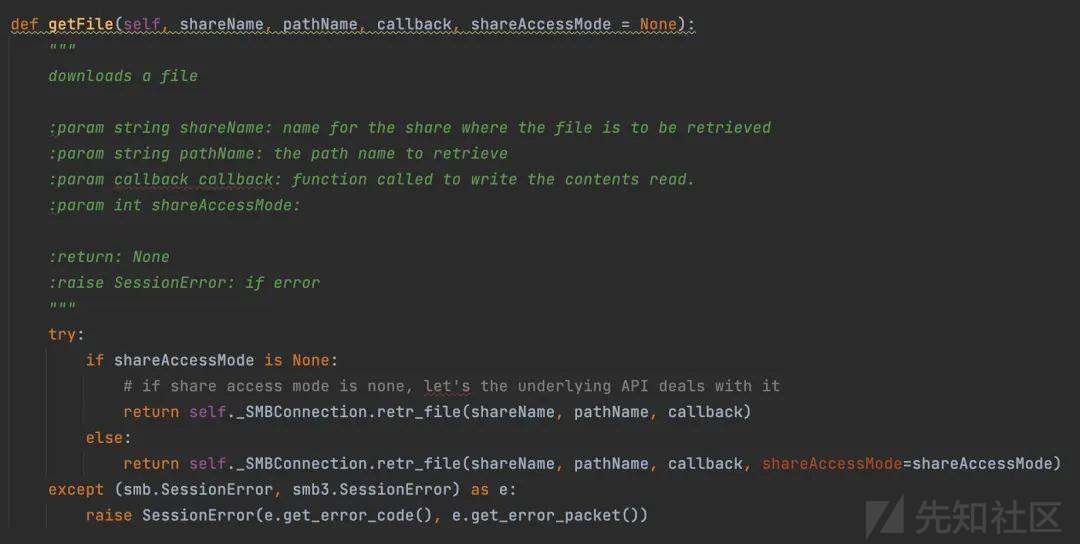 def getFile(self, shareName, pathName, callback, shareAccessMode = None):
    """
    downloads a file

    :param string shareName: name for the share where the file is to be retrieved
    :param string pathName: the path name to retrieve
    :param callback callback: function called to write the contents read.
    :param int shareAccessMode:

    :return: None
    :raise SessionError: if error
    """
    try:
        if shareAccessMode is None:
            # if share access mode is none, let's the underlying API deals with it
            return self._SMBConnection.retr_file(shareName, pathName, callback)
        else:
            return self._SMBConnection.retr_file(shareName, pathName, callback, shareAccessMode=shareAccessMode)
    except (smb.SessionError, smb3.SessionError) as e:
        raise SessionError(e.get_error_code(), e.get_error_packet())
先知社区